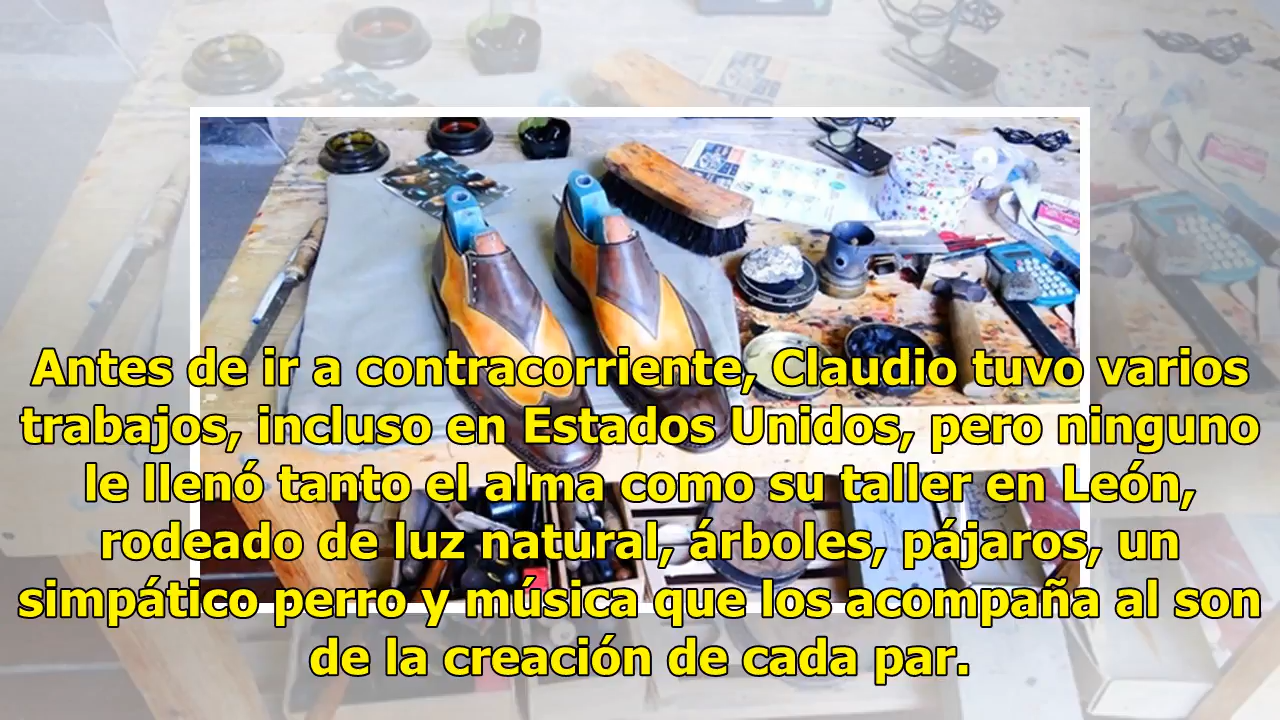 Antes de ir a contracorriente, Claudio tuvo varios
trabajos, incluso en Estados Unidos, pero ninguno
le llenó tanto el alma como su taller en León,
rodeado de luz natural, árboles, pájaros, un
simpático perro y música que los acompaña al son
de la creación de cada par.